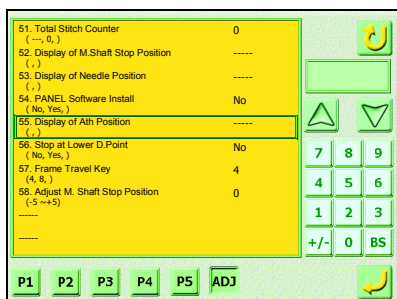 51. Total Stitch Counter 0
( ---, 0, )
52. Display of M.Shaft Stop Position -----
( , )
53. Display of Needle Position -----
( , )
54. PANEL Software Install No
( No, Yes, )
55. Display of Ath Position -----
( , )
56. Stop at Lower D.Point No
( No, Yes, )
57. Frame Travel Key 4
(4, 8, )
58. Adjust M. Shaft Stop Position 0
(-5 ~+5)
------
------
7 8 9
4 5 6
1 2 3
+/- 0 BS
P1 P2 P3 P4 P5 ADJ